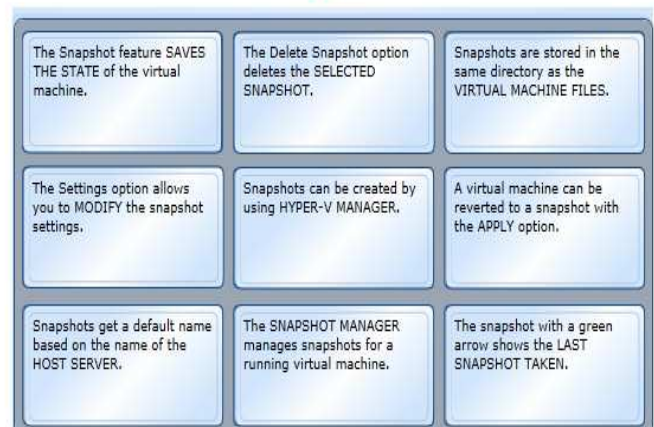 The Snapshot feature SAVES
THE STATE of the virtual
machine.
The Delete Snapshot option
deletes the SELECTED
SNAPSHOT.
Snapshots are stored in the
same directory as the
VIRTUAL MACHINE FILES.
The Settings option allows
you to MODIFY the snapshot
settings.
Snapshots can be created by
using HYPER-V MANAGER.
A virtual machine can be
reverted to a snapshot with
the APPLY option.
Snapshots get a default name
based on the name of the
HOST SERVER.
The SNAPSHOT MANAGER
manages snapshots for a
running virtual machine.
The snapshot with a green
arrow shows the LAST
SNAPSHOT TAKEN.